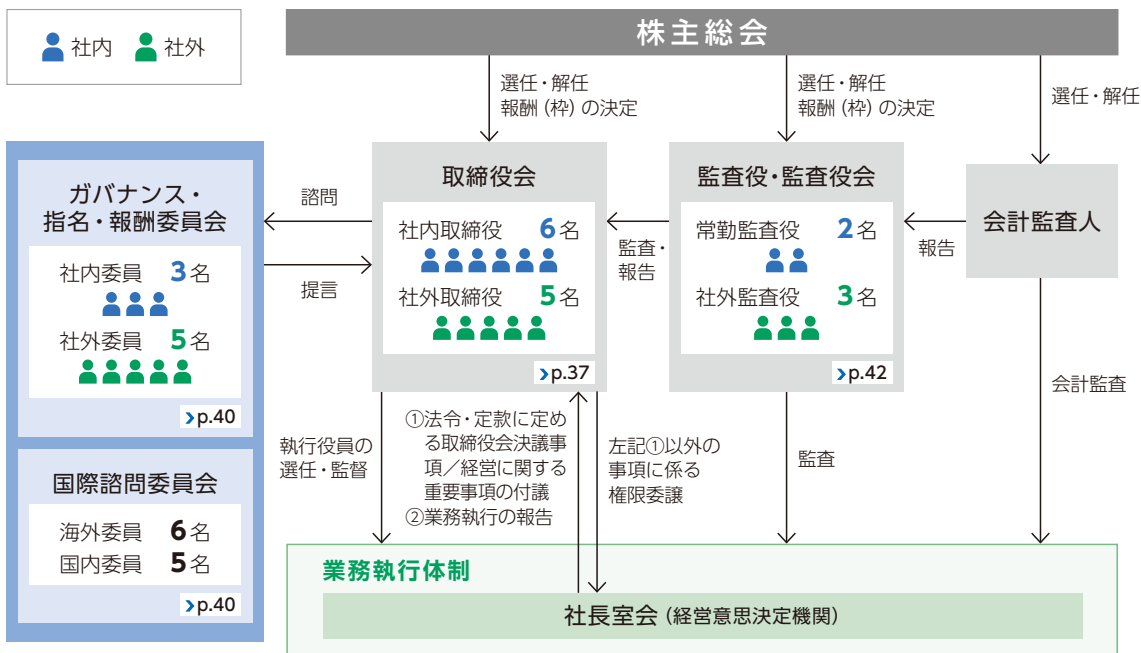 社内 社外
株主総会
選任・解任
報酬（枠）の決定
選任・解任
報酬（枠）の決定
選任・解任
ガバナンス・
指名・報酬委員会
社内委員 3名
社外委員 5名
›p.40
国際諮問委員会
海外委員 6名
国内委員 5名
›p.40
諮問
提言
取締役会
社内取締役 6名
社外取締役 5名
›p.37
監査・
報告
監査役・監査役会
常勤監査役 2名
社外監査役 3名
›p.42
報告
会計監査人
執行役員の
選任・監督
①法令・定款に定め
る取締役会決議事
項／経営に関する
重要事項の付議
②業務執行の報告
左記①以外の
事項に係る
権限委譲
監査
会計監査
業務執行体制
社長室会（経営意思決定機関）